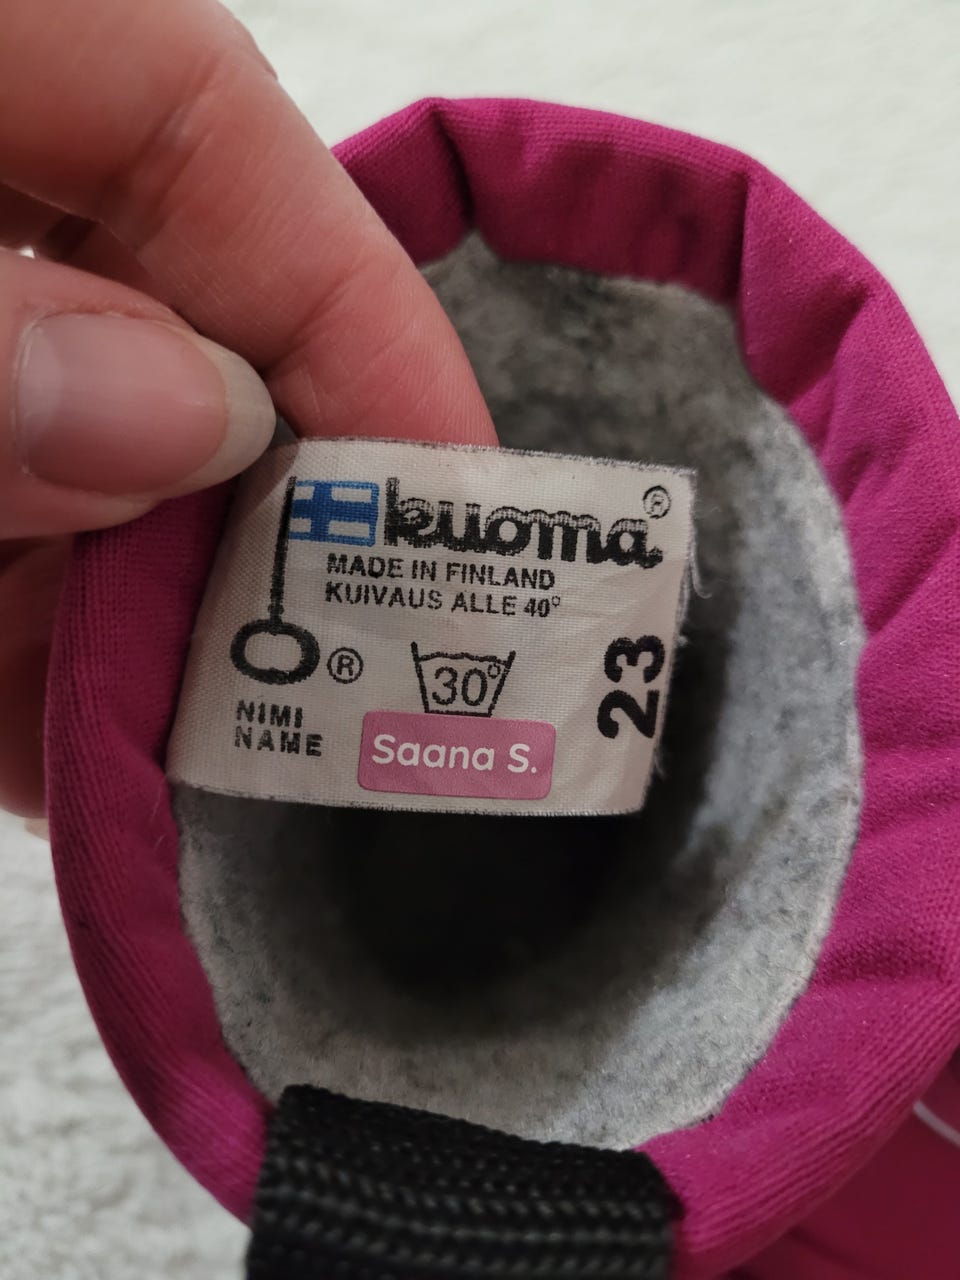 kuoma®
MADE IN FINLAND
KUIVAUS ALLE 40°
®
30°
23
NIMI
NAME
Saana S.